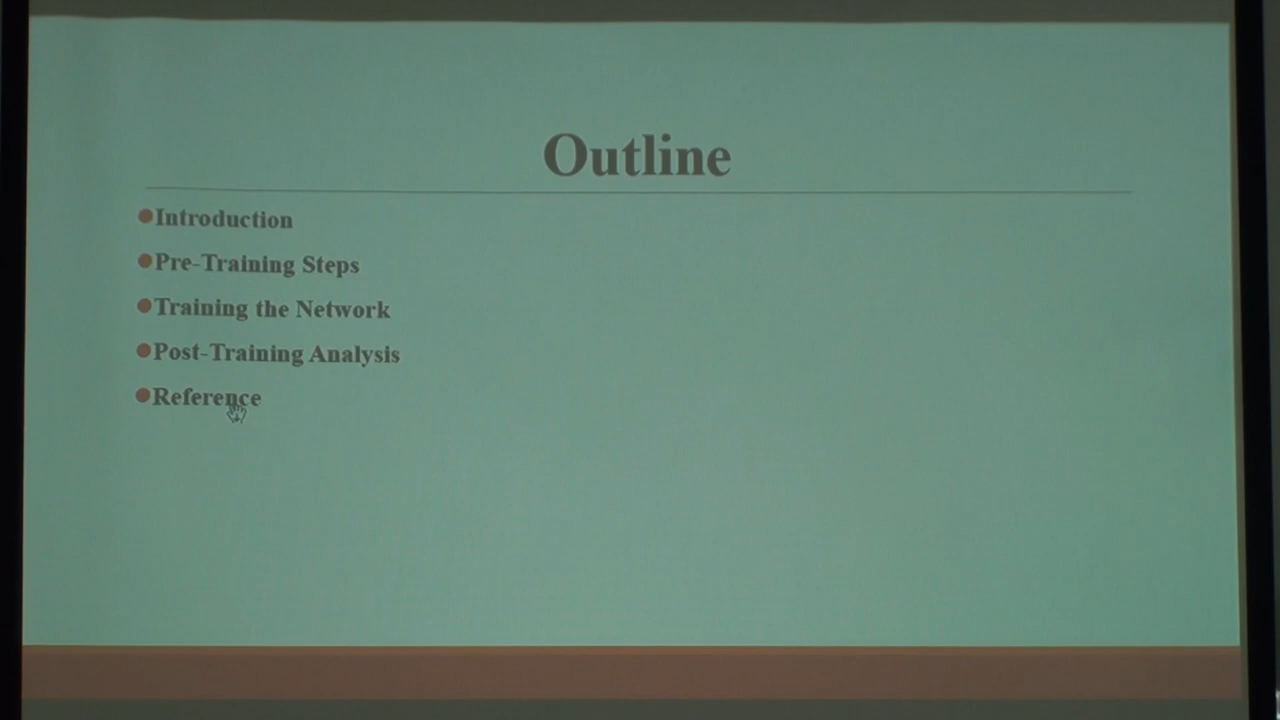 Outline
Introduction
Pre-Training Steps
Training the Network
Post-Training Analysis
Reference